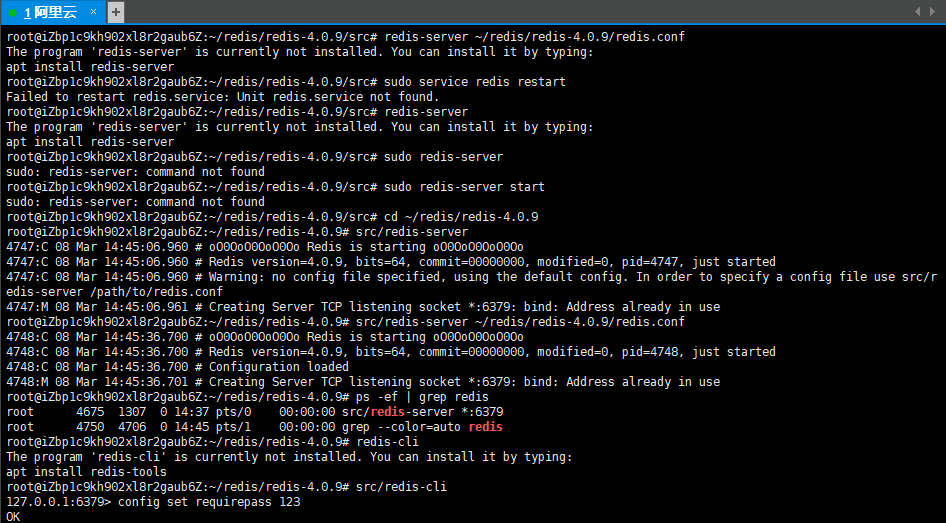 1 阿里云 × +
root@iZbp1c9kh902xl8r2gaub6Z:~/redis/redis-4.0.9/src# redis-server ~/redis/redis-4.0.9/redis.conf
The program 'redis-server' is currently not installed. You can install it by typing:
apt install redis-server
root@iZbp1c9kh902xl8r2gaub6Z:~/redis/redis-4.0.9/src# sudo service redis restart
Failed to restart redis.service: Unit redis.service not found.
root@iZbp1c9kh902xl8r2gaub6Z:~/redis/redis-4.0.9/src# redis-server
The program 'redis-server' is currently not installed. You can install it by typing:
apt install redis-server
root@iZbp1c9kh902xl8r2gaub6Z:~/redis/redis-4.0.9/src# sudo redis-server
sudo: redis-server: command not found
root@iZbp1c9kh902xl8r2gaub6Z:~/redis/redis-4.0.9/src# sudo redis-server start
sudo: redis-server: command not found
root@iZbp1c9kh902xl8r2gaub6Z:~/redis/redis-4.0.9/src# cd ~/redis/redis-4.0.9
root@iZbp1c9kh902xl8r2gaub6Z:~/redis/redis-4.0.9# src/redis-server
4747:C 08 Mar 14:45:06.960 # oO0OoO0OoO0Oo Redis is starting oO0OoO0OoO0Oo
4747:C 08 Mar 14:45:06.960 # Redis version=4.0.9, bits=64, commit=00000000, modified=0, pid=4747, just started
4747:C 08 Mar 14:45:06.960 # Warning: no config file specified, using the default config. In order to specify a config file use src/r
edis-server /path/to/redis.conf
4747:M 08 Mar 14:45:06.961 # Creating Server TCP listening socket *:6379: bind: Address already in use
root@iZbp1c9kh902xl8r2gaub6Z:~/redis/redis-4.0.9# src/redis-server ~/redis/redis-4.0.9/redis.conf
4748:C 08 Mar 14:45:36.700 # oO0OoO0OoO0Oo Redis is starting oO0OoO0OoO0Oo
4748:C 08 Mar 14:45:36.700 # Redis version=4.0.9, bits=64, commit=00000000, modified=0, pid=4748, just started
4748:C 08 Mar 14:45:36.700 # Configuration loaded
4748:M 08 Mar 14:45:36.701 # Creating Server TCP listening socket *:6379: bind: Address already in use
root@iZbp1c9kh902xl8r2gaub6Z:~/redis/redis-4.0.9# ps -ef | grep redis
root      4675  1307  0 14:37 pts/0    00:00:00 src/redis-server *:6379
root      4750  4706  0 14:45 pts/1    00:00:00 grep --color=auto redis
root@iZbp1c9kh902xl8r2gaub6Z:~/redis/redis-4.0.9# redis-cli
The program 'redis-cli' is currently not installed. You can install it by typing:
apt install redis-tools
root@iZbp1c9kh902xl8r2gaub6Z:~/redis/redis-4.0.9# src/redis-cli
127.0.0.1:6379> config set requirepass 123
OK